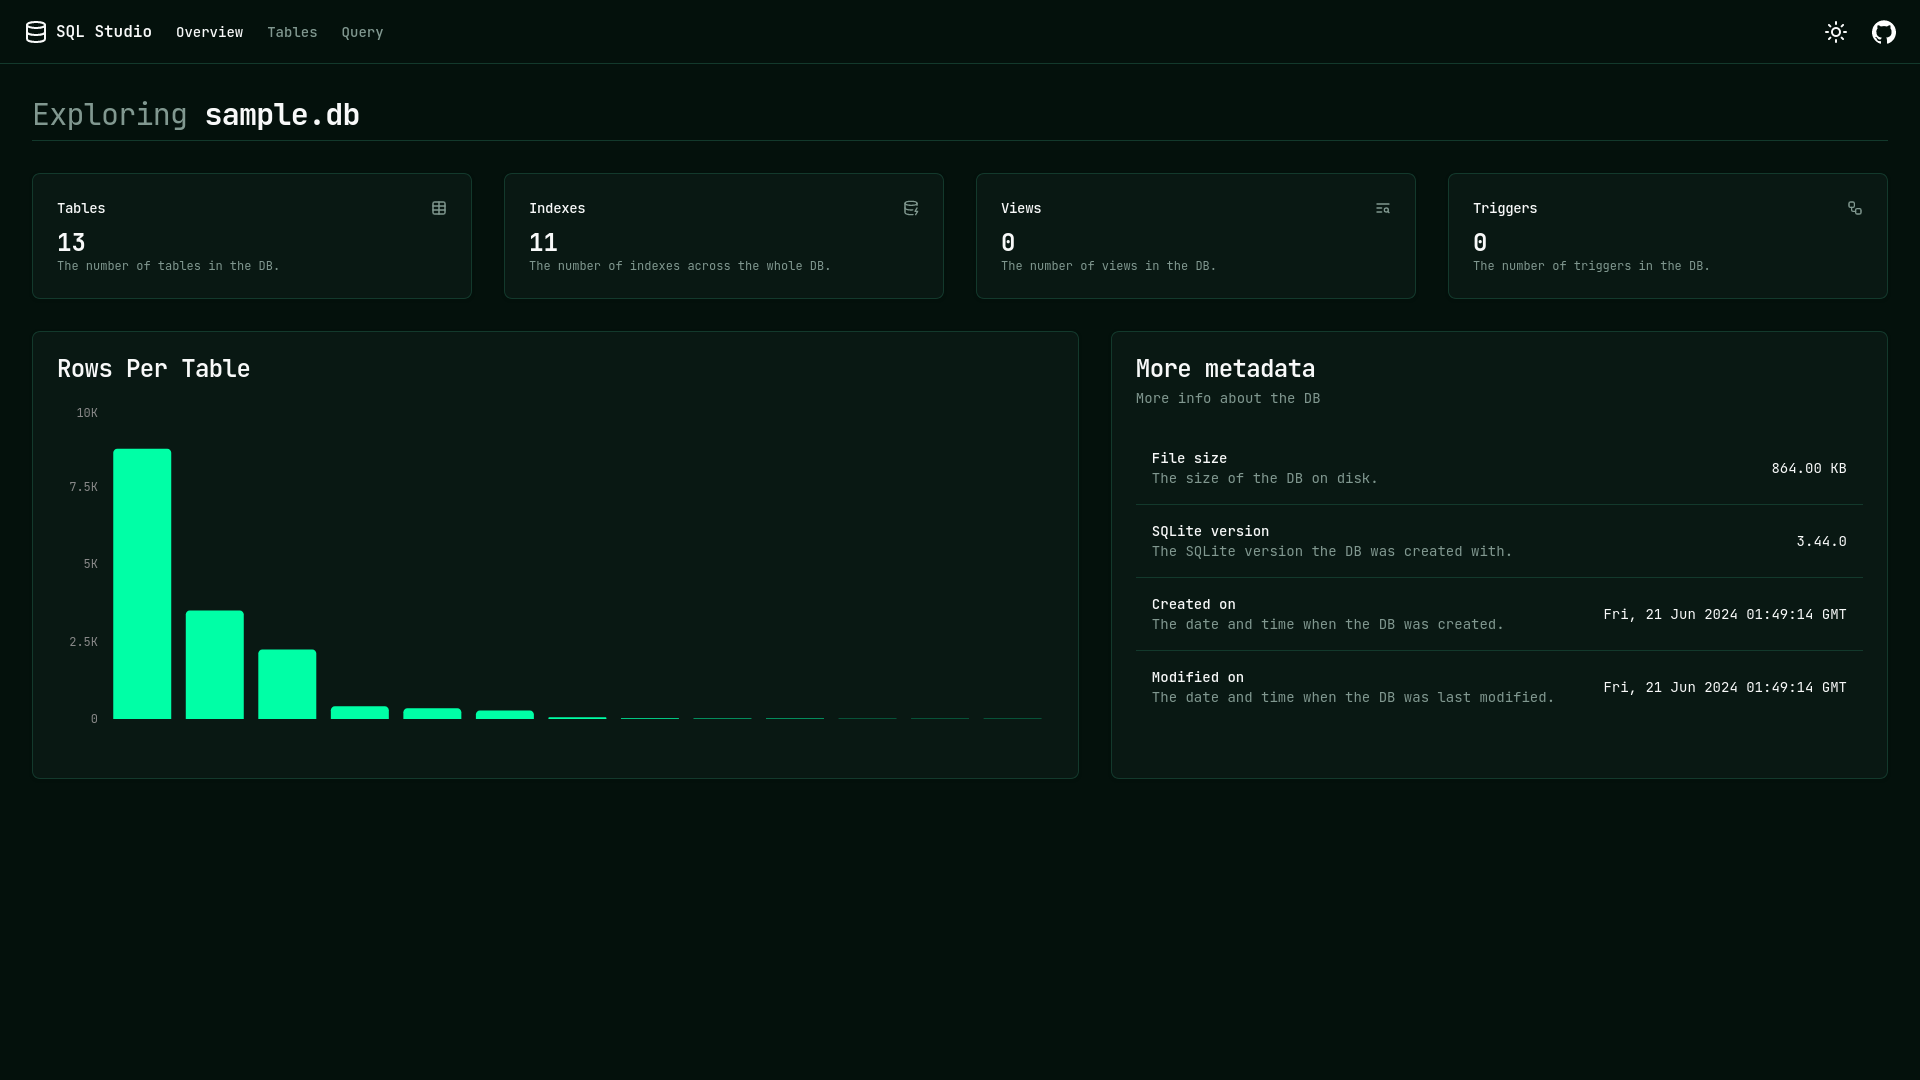 SQL Studio Overview Tables Query
Exploring sample.db
Tables
13
The number of tables in the DB.
Indexes
11
The number of indexes across the whole DB.
Views
0
The number of views in the DB.
Triggers
0
The number of triggers in the DB.
Rows Per Table
10K
7.5K
5K
2.5K
0
More metadata
More info about the DB
File size
The size of the DB on disk.
864.00 KB
SQLite version
The SQLite version the DB was created with.
3.44.0
Created on
The date and time when the DB was created.
Fri, 21 Jun 2024 01:49:14 GMT
Modified on
The date and time when the DB was last modified.
Fri, 21 Jun 2024 01:49:14 GMT